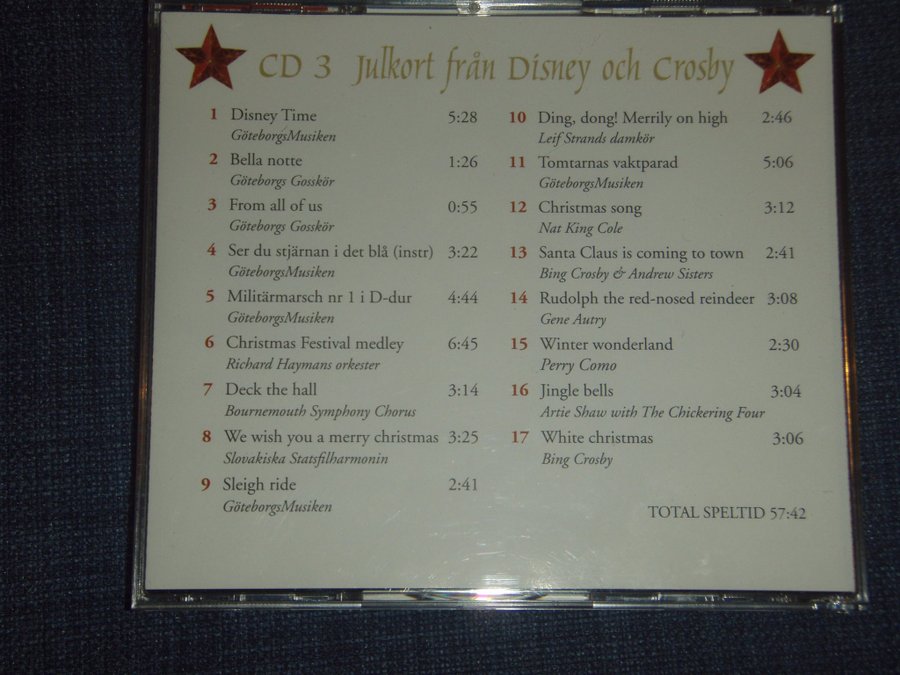 CD 3 Julkort från Disney och Crosby
1 Disney Time 5:28
GöteborgsMusiken
2 Bella notte 1:26
Göteborgs Gosskör
3 From all of us 0:55
Göteborgs Gosskör
4 Ser du stjärnan i det blå (instr) 3:22
GöteborgsMusiken
5 Militärmarsch nr 1 i D-dur 4:44
GöteborgsMusiken
6 Christmas Festival medley 6:45
Richard Haymans orkester
7 Deck the hall 3:14
Bournemouth Symphony Chorus
8 We wish you a merry christmas 3:25
Slovakiska Statsfilharmonin
9 Sleigh ride 2:41
GöteborgsMusiken
10 Ding, dong! Merrily on high 2:46
Leif Strands damkör
11 Tomtarnas vaktparad 5:06
GöteborgsMusiken
12 Christmas song 3:12
Nat King Cole
13 Santa Claus is coming to town 2:41
Bing Crosby & Andrew Sisters
14 Rudolph the red-nosed reindeer 3:08
Gene Autry
15 Winter wonderland 2:30
Perry Como
16 Jingle bells 3:04
Artie Shaw with The Chickering Four
17 White christmas 3:06
Bing Crosby
TOTAL SPELTID 57:42